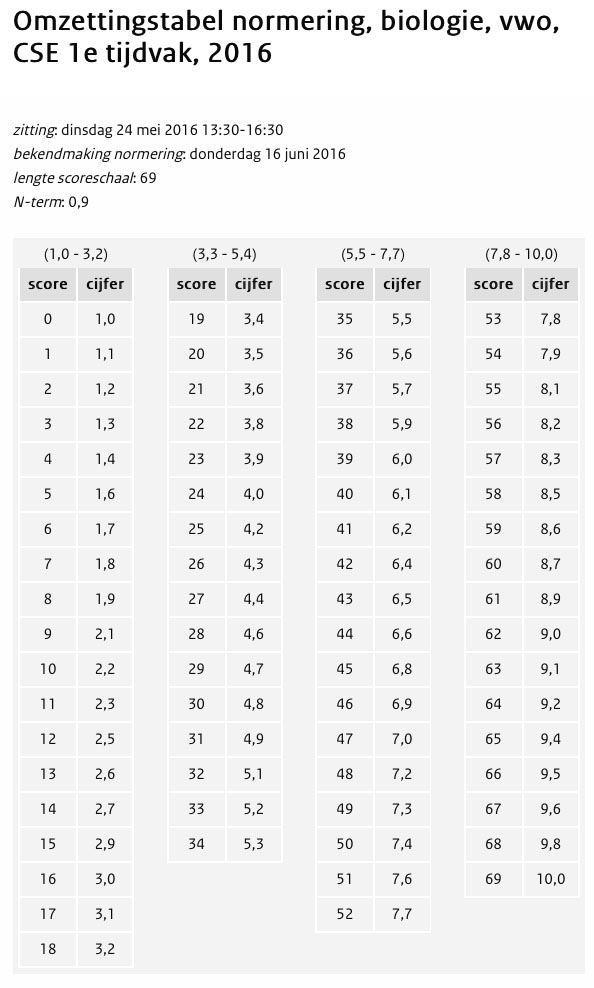 Omzettingstabel normering, biologie, vwo,
CSE 1e tijdvak, 2016
zitting: dinsdag 24 mei 2016 13:30-16:30
bekendmaking normering: donderdag 16 juni 2016
lengte scoreschaal: 69
N-term: 0,9
(1,0 - 3,2) (3,3 - 5,4) (5,5 - 7,7) (7,8 - 10,0)
score cijfer score cijfer score cijfer score cijfer
0 1,0 19 3,4 35 5,5 53 7,8
1 1,1 20 3,5 36 5,6 54 7,9
2 1,2 21 3,6 37 5,7 55 8,1
3 1,3 22 3,8 38 5,9 56 8,2
4 1,4 23 3,9 39 6,0 57 8,3
5 1,6 24 4,0 40 6,1 58 8,5
6 1,7 25 4,2 41 6,2 59 8,6
7 1,8 26 4,3 42 6,4 60 8,7
8 1,9 27 4,4 43 6,5 61 8,9
9 2,1 28 4,6 44 6,6 62 9,0
10 2,2 29 4,7 45 6,8 63 9,1
11 2,3 30 4,8 46 6,9 64 9,2
12 2,5 31 4,9 47 7,0 65 9,4
13 2,6 32 5,1 48 7,2 66 9,5
14 2,7 33 5,2 49 7,3 67 9,6
15 2,9 34 5,3 50 7,4 68 9,8
16 3,0 51 7,6 69 10,0
17 3,1 52 7,7
18 3,2